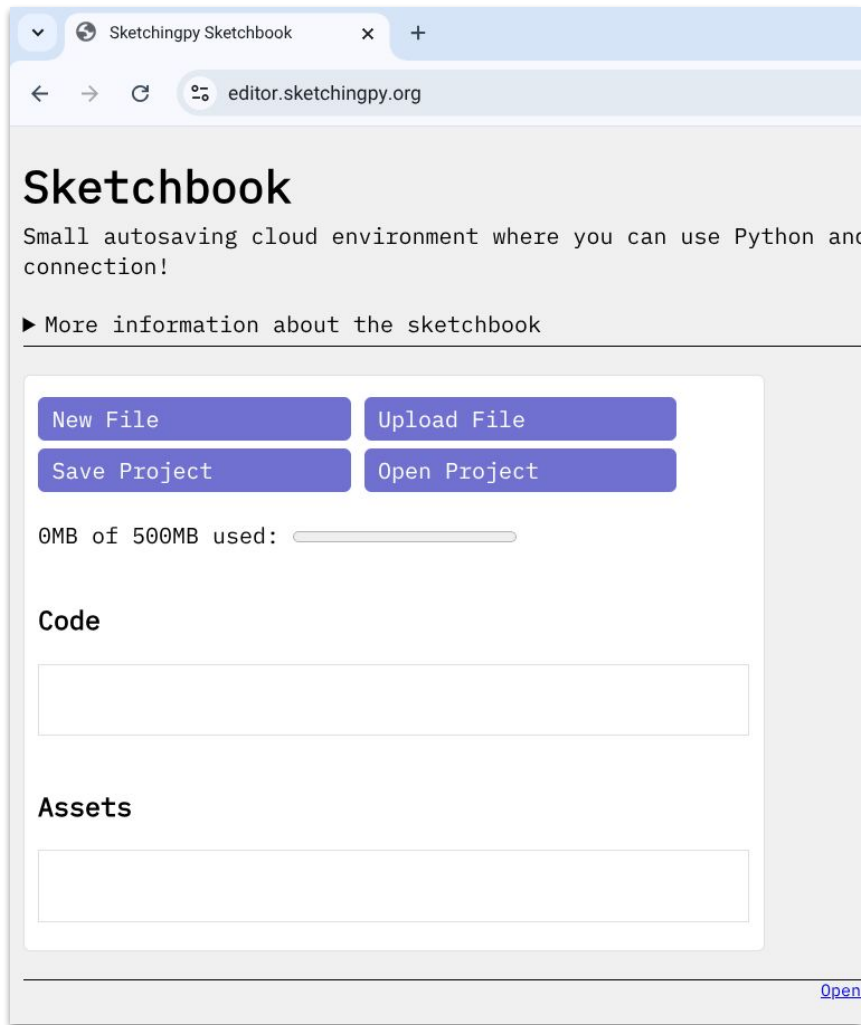 Sketchingpy Sketchbook
editor.sketchingpy.org
Sketchbook
Small autosaving cloud environment where you can use Python and
connection!
More information about the sketchbook
New File Upload File
Save Project Open Project
0MB of 500MB used:
Code
Assets
Open